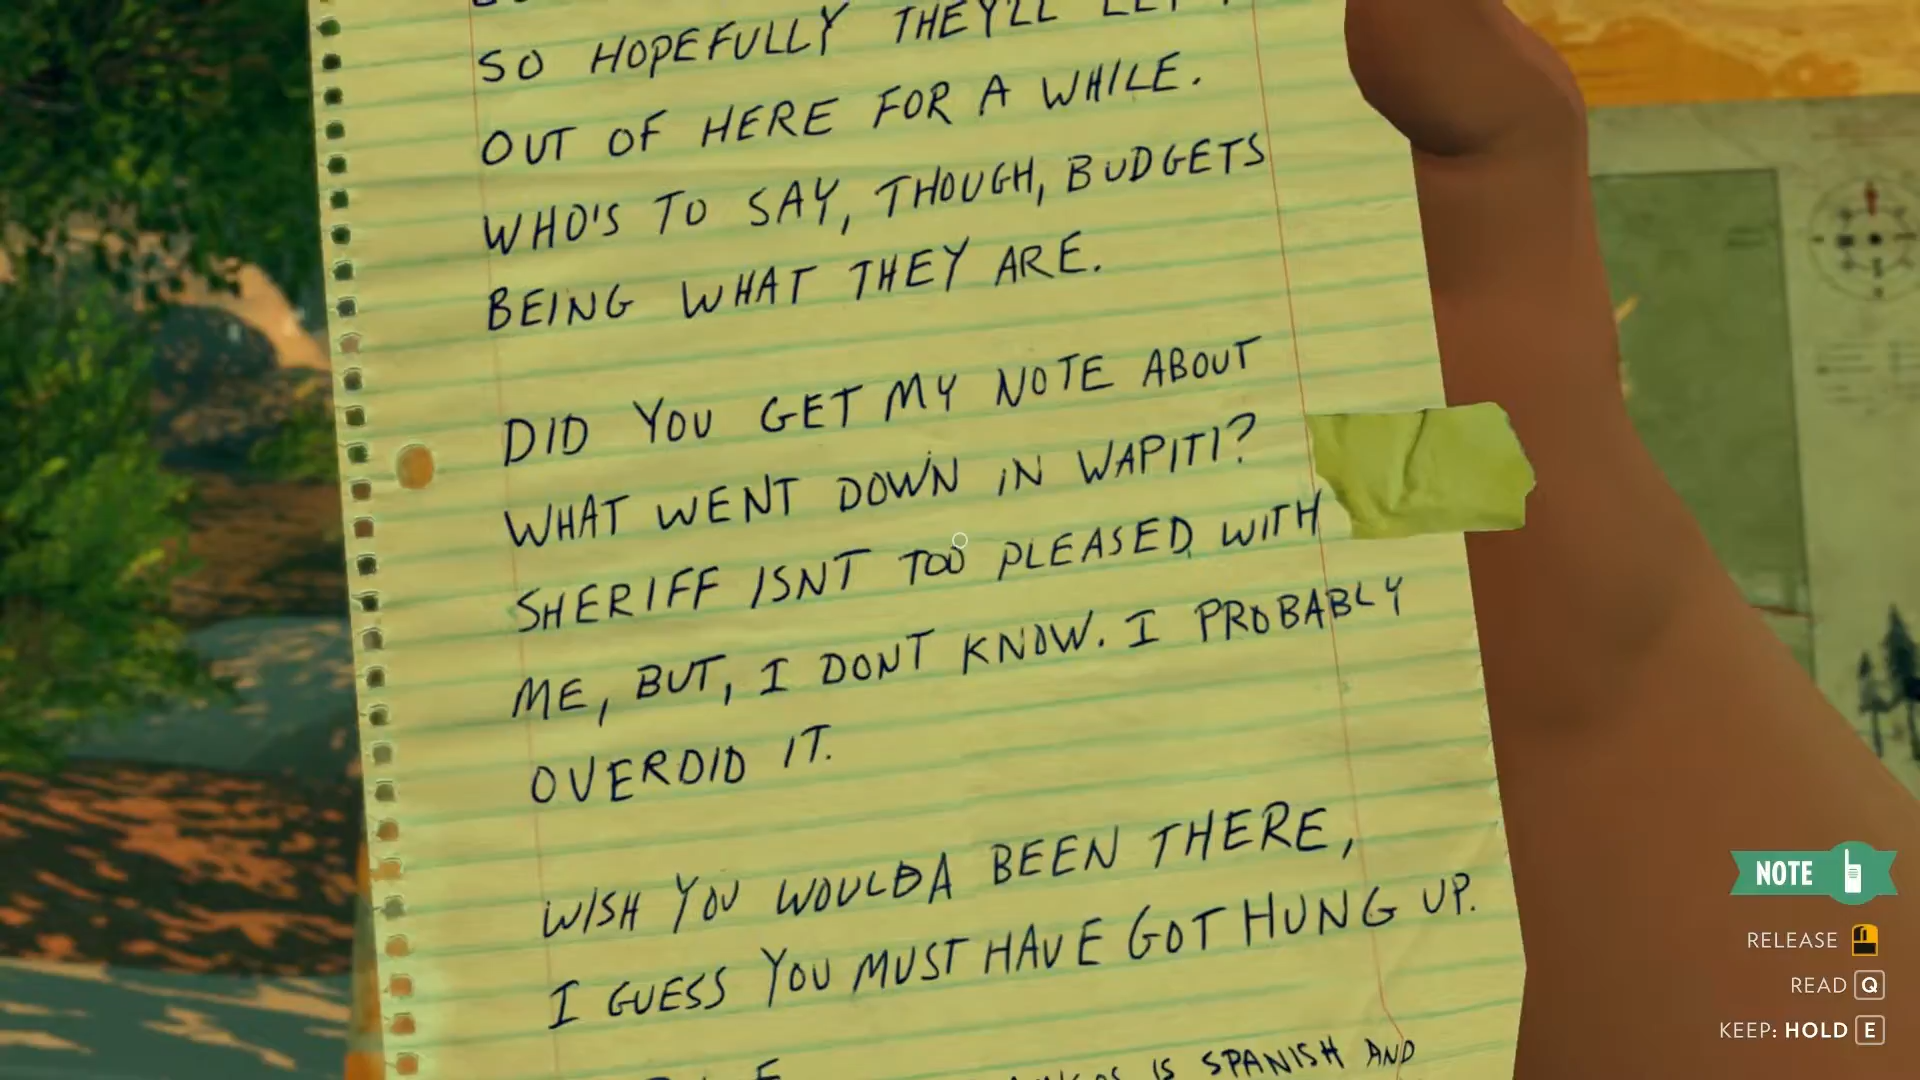 SO HOPEFULLY THEY'LL
OUT OF HERE FOR A WHILE.
WHO'S TO SAY, THOUGH, BUDGETS
BEING WHAT THEY ARE.
DID YOU GET MY NOTE ABOUT
WHAT WENT DOWN IN WAPITI?
SHERIFF ISNT TOO PLEASED WITH
ME, BUT, I DONT KNOW. I PROBABLY
OVERDID IT.
WISH YOU WOULDA BEEN THERE,
I GUESS YOU MUST HAVE GOT HUNG UP.
IS SPANISH AND
NOTE
RELEASE
READ Q
KEEP: HOLD E